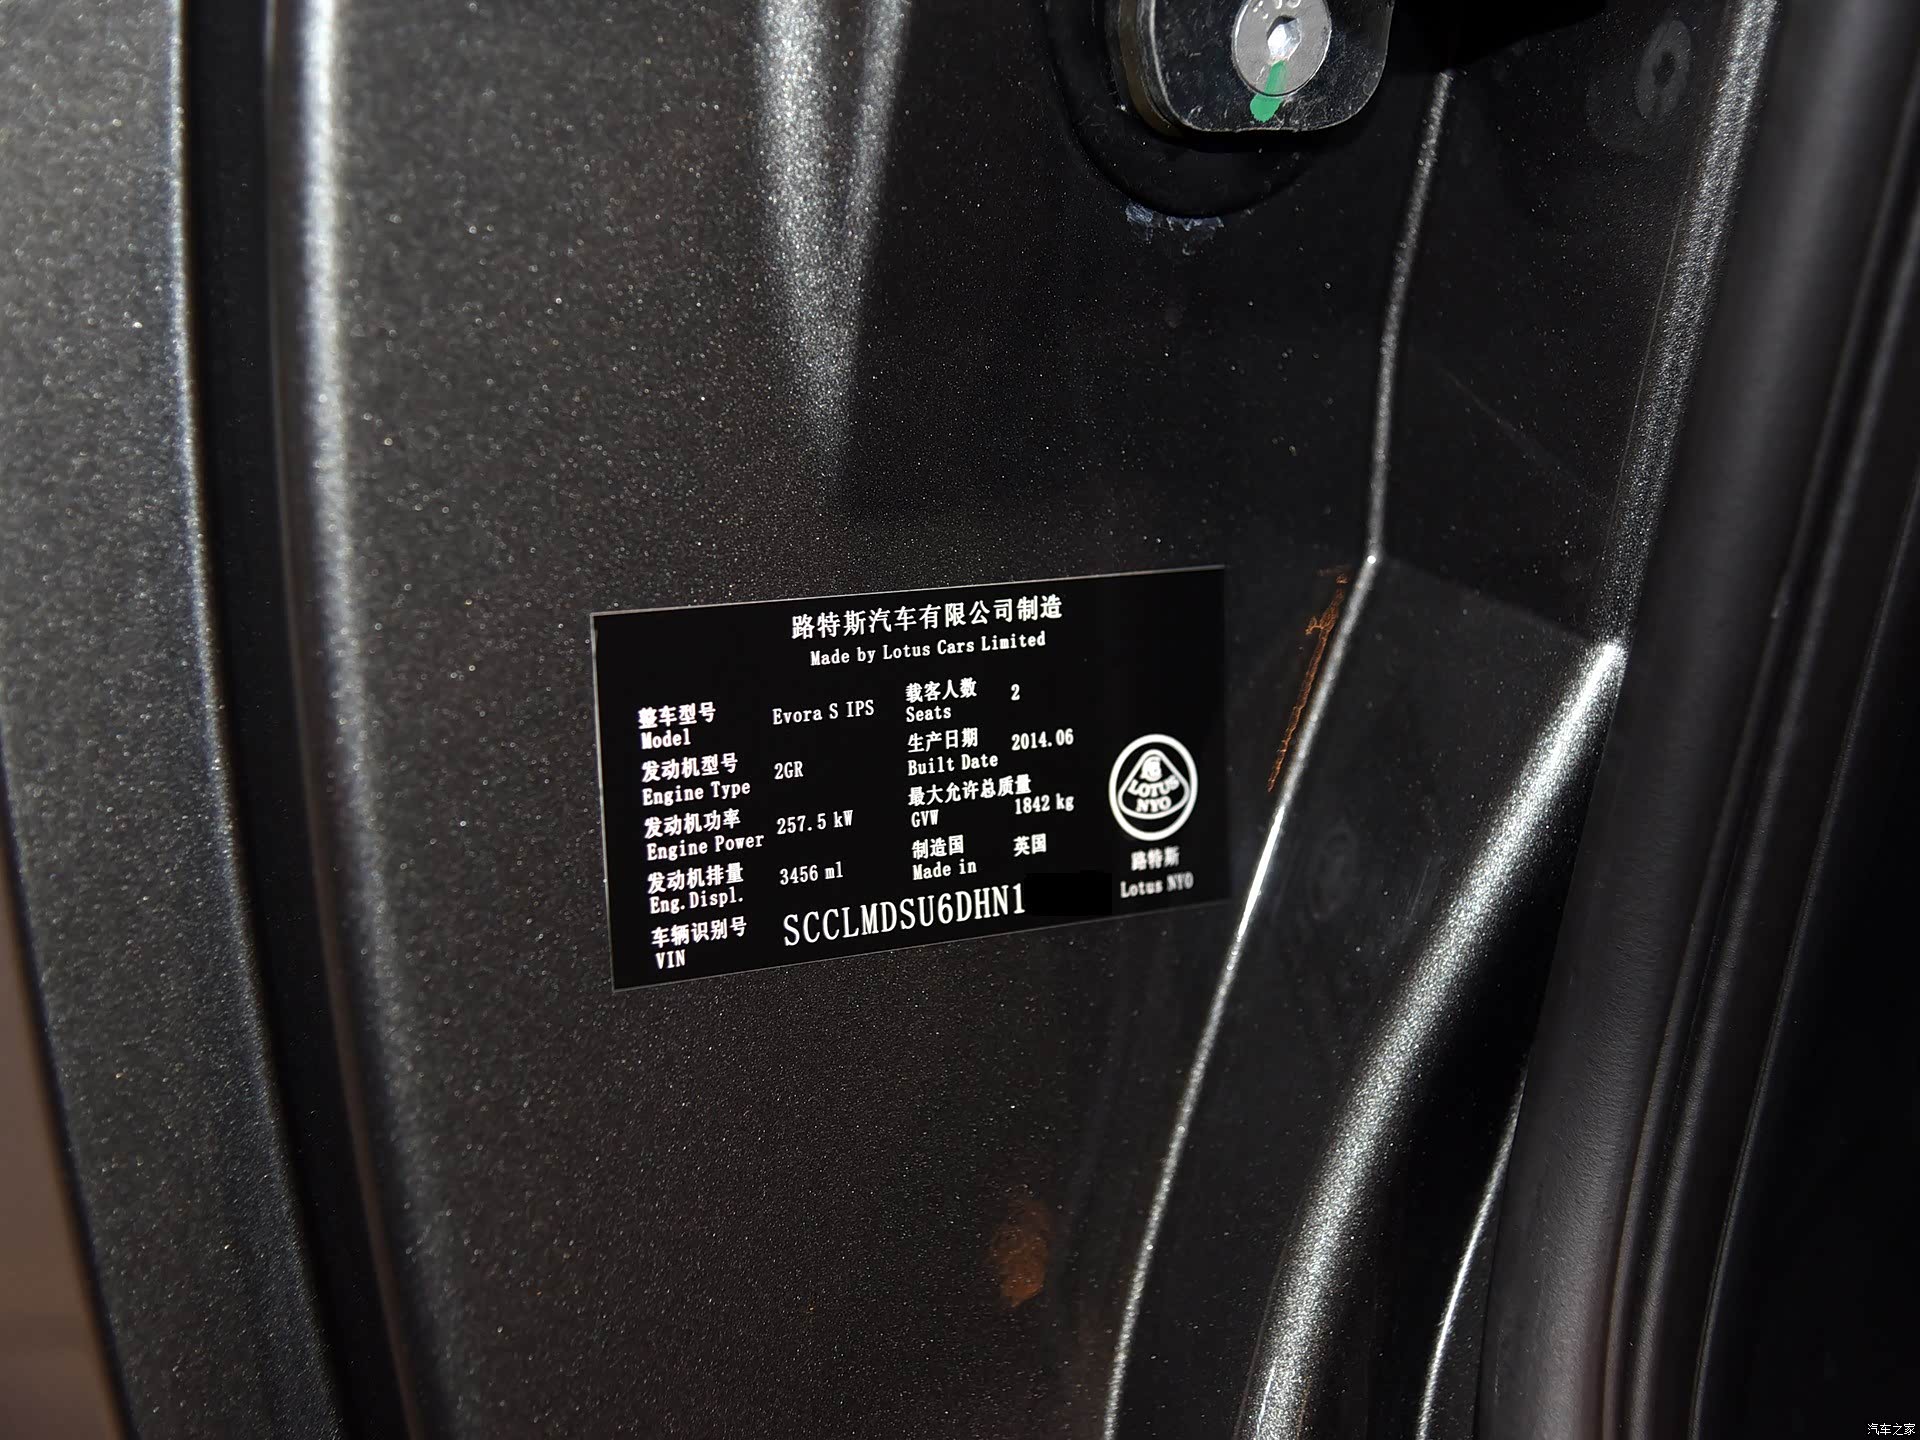 路特斯汽车有限公司制造
Made by Lotus Cars Limited
整车型号 Evora S IPS
Model
发动机型号 2GR
Engine Type
发动机功率 257.5 kW
Engine Power
发动机排量 3456 ml
Eng.Displ.
载客人数 2
Seats
生产日期 2014.06
Built Date
最大允许总质量
GVW 1842 kg
制造国 英国
Made in
车辆识别号 SCCLMDSU6DHN1
VIN
LOTUS
NYO
路特斯
Lotus NYO
汽车之家